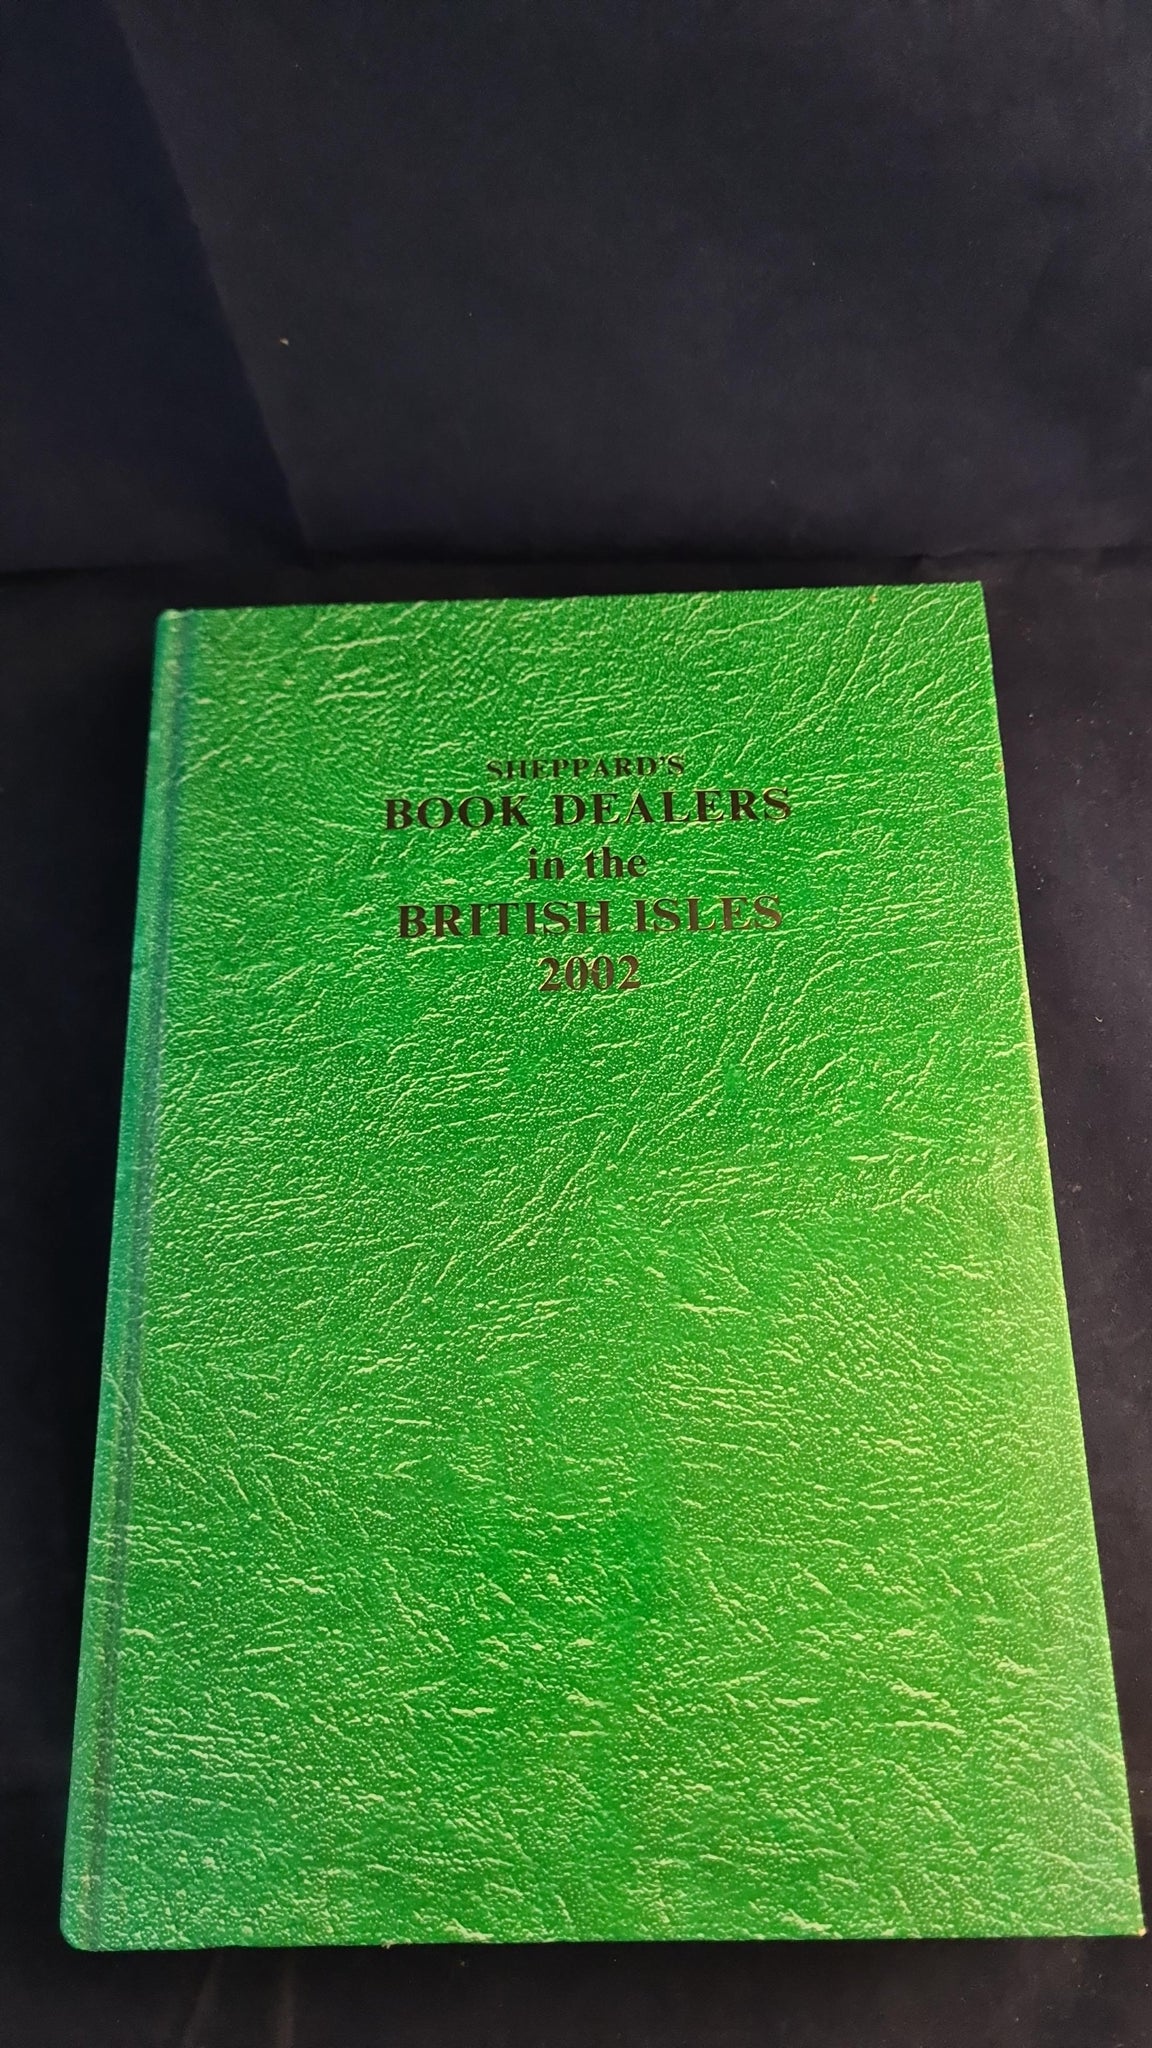 SHEPPARD'S
BOOK DEALERS
in the
BRITISH ISLES
2002